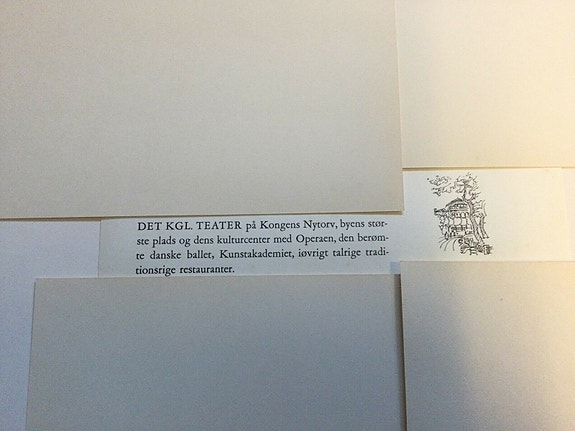 DET KGL. TEATER på Kongens Nytorv, byens stør-
ste plads og dens kulturcenter med Operaen, den berøm-
te danske ballet, Kunstakademiet, iøvrigt talrige tradi-
tionsrige restauranter.